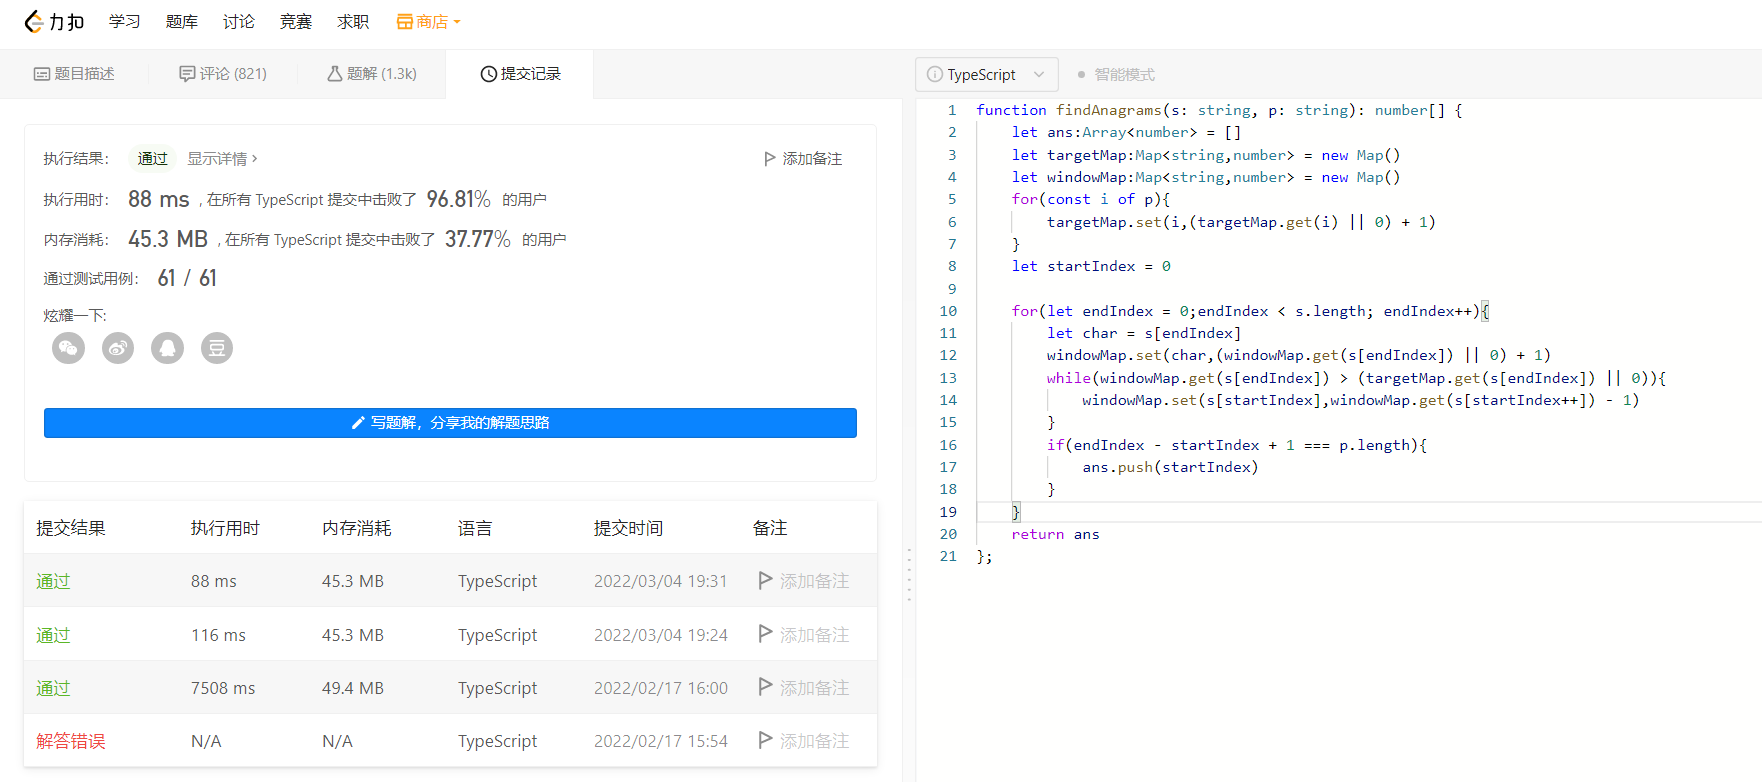 力扣 学习 题库 讨论 竞赛 求职 商店
题目描述 评论 (821) 题解 (1.3k) 提交记录
执行结果： 通过 显示详情 › 添加备注
执行用时： 88 ms , 在所有 TypeScript 提交中击败了 96.81% 的用户
内存消耗： 45.3 MB , 在所有 TypeScript 提交中击败了 37.77% 的用户
通过测试用例： 61 / 61
炫耀一下:
豆
写题解，分享我的解题思路
提交结果 执行用时 内存消耗 语言 提交时间 备注
通过 88 ms 45.3 MB TypeScript 2022/03/04 19:31 添加备注
通过 116 ms 45.3 MB TypeScript 2022/03/04 19:24 添加备注
通过 7508 ms 49.4 MB TypeScript 2022/02/17 16:00 添加备注
解答错误 N/A N/A TypeScript 2022/02/17 15:54 添加备注
TypeScript 智能模式
1 function findAnagrams(s: string, p: string): number[] {
2     let ans:Array<number> = []
3     let targetMap:Map<string,number> = new Map()
4     let windowMap:Map<string,number> = new Map()
5     for(const i of p){
6         targetMap.set(i,(targetMap.get(i) || 0) + 1)
7     }
8     let startIndex = 0
9
10     for(let endIndex = 0;endIndex < s.length; endIndex++){
11         let char = s[endIndex]
12         windowMap.set(char,(windowMap.get(s[endIndex]) || 0) + 1)
13         while(windowMap.get(s[endIndex]) > (targetMap.get(s[endIndex]) || 0)){
14             windowMap.set(s[startIndex],windowMap.get(s[startIndex++]) - 1)
15         }
16         if(endIndex - startIndex + 1 === p.length){
17             ans.push(startIndex)
18         }
19     }
20     return ans
21 };